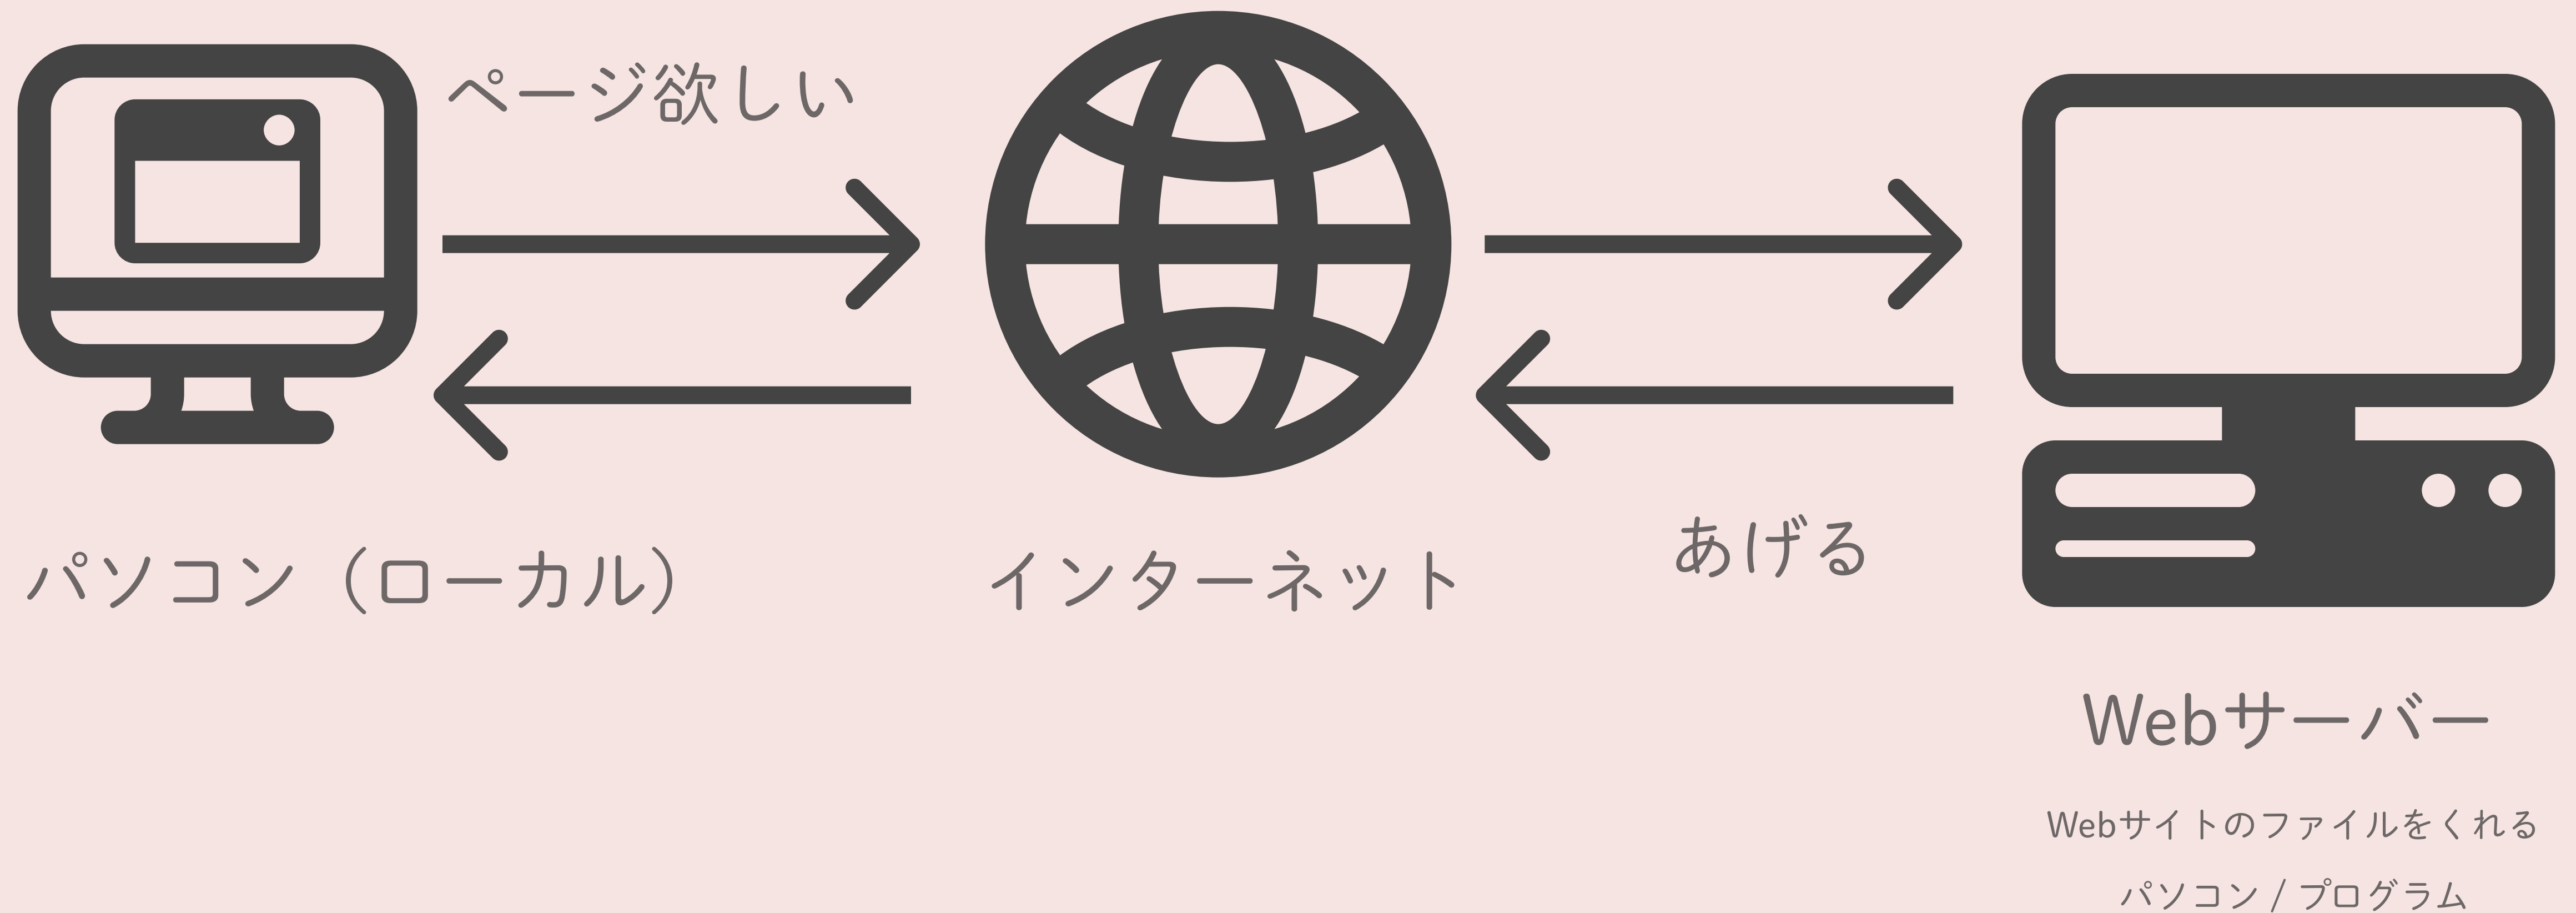 ページ欲しい
パソコン（ローカル）
インターネット
あげる
Webサーバー
Webサイトのファイルをくれる
パソコン / プログラム